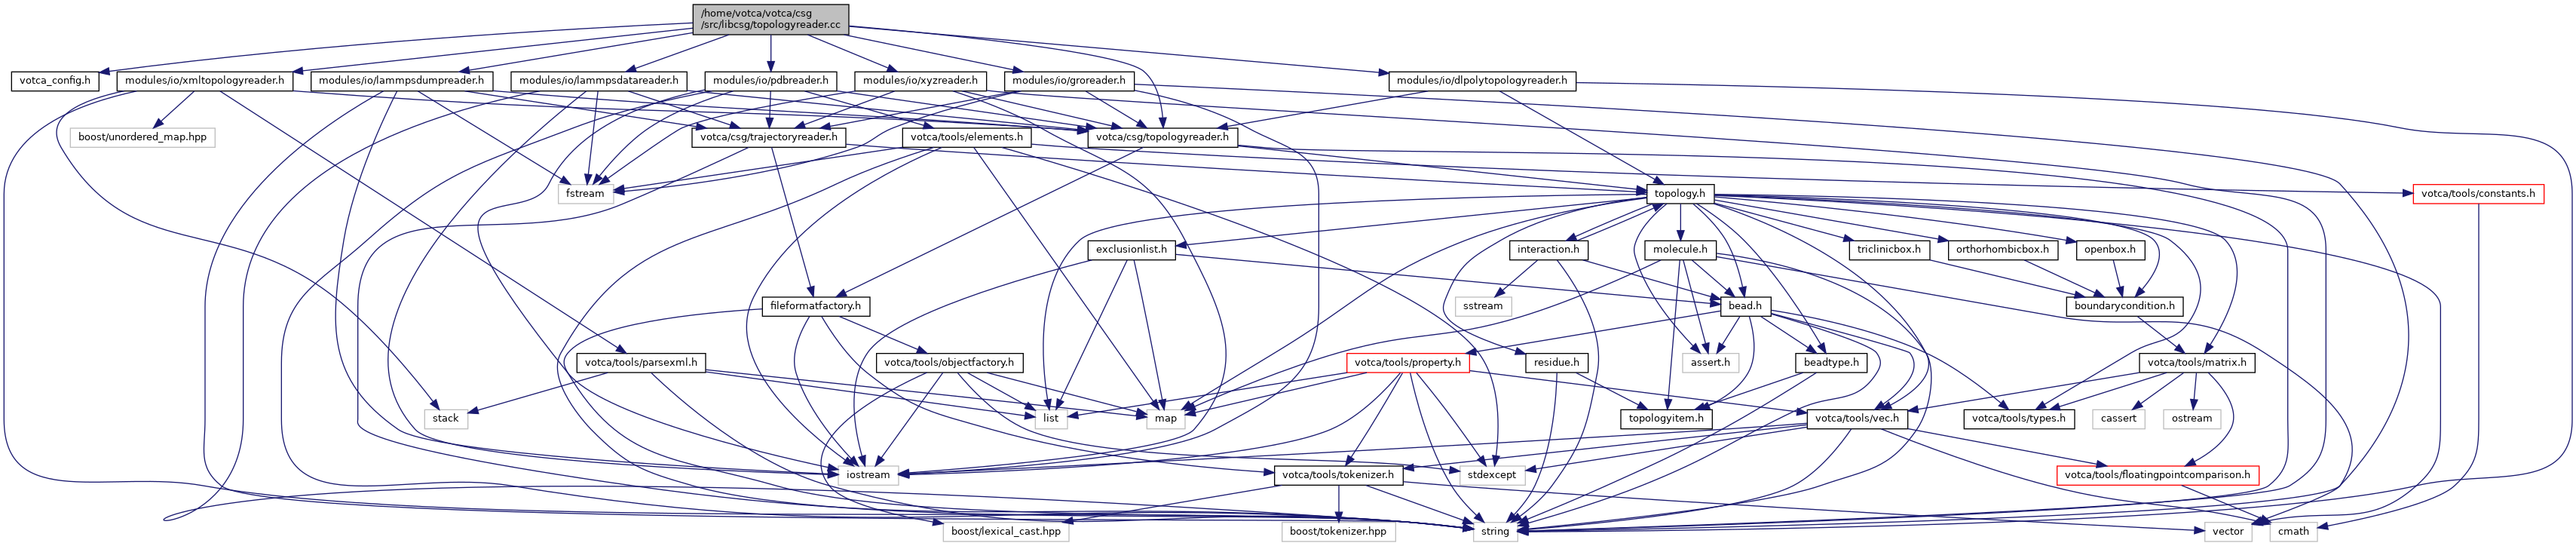 /home/votca/votca/csg
/src/libcsg/topologyreader.cc
votca_config.h
modules/io/xmltopologyreader.h
modules/io/lammpsdumpreader.h
modules/io/lammpsdatareader.h
modules/io/pdbreader.h
modules/io/xyzreader.h
modules/io/groreader.h
modules/io/dlpolytopologyreader.h
boost/unordered_map.hpp
votca/csg/trajectoryreader.h
votca/tools/elements.h
votca/csg/topologyreader.h
fstream
topology.h
votca/tools/constants.h
exclusionlist.h
interaction.h
molecule.h
triclinicbox.h
orthorhombicbox.h
openbox.h
fileformatfactory.h
sstream
bead.h
boundarycondition.h
votca/tools/parsexml.h
votca/tools/objectfactory.h
votca/tools/property.h
residue.h
assert.h
beadtype.h
votca/tools/matrix.h
stack
list
map
topologyitem.h
votca/tools/vec.h
votca/tools/types.h
cassert
ostream
iostream
votca/tools/tokenizer.h
stdexcept
votca/tools/floatingpointcomparison.h
boost/lexical_cast.hpp
boost/tokenizer.hpp
string
vector
cmath